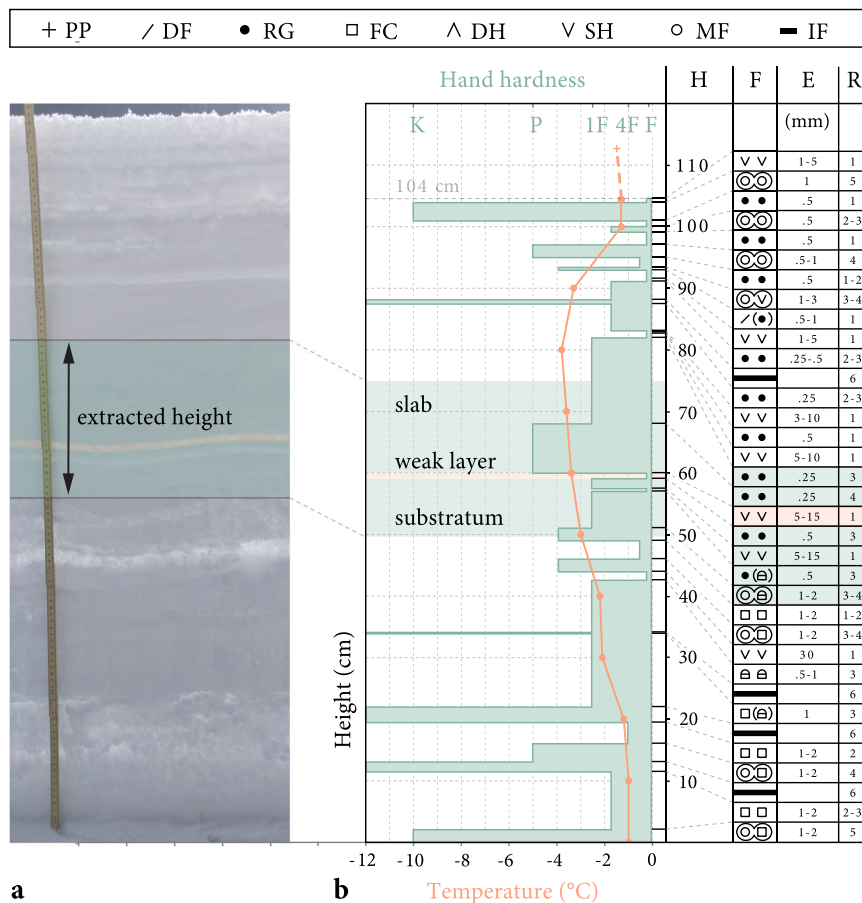 + PP / DF ● RG □ FC ∧ DH ∨ SH ○ MF ▬ IF
Hand hardness H F E R
K P 1F 4F F (mm)
104 cm
110
100
90
80
70
60
50
40
30
20
10
∨ ∨ 1-5 1
1 5
● ● .5 1
.5 2-3
● ● .5 1
.5-1 4
● ● .5 1-2
1-3 3-4
/(●) .5-1 1
∨ ∨ 1-5 1
● ● .25-.5 2-3
▬ 6
● ● .25 2-3
∨ ∨ 3-10 1
● ● .5 1
∨ ∨ 5-10 1
● ● .25 3
● ● .25 4
∨ ∨ 5-15 1
● ● .5 3
∨ ∨ 5-15 1
.5 3
1-2 3-4
□ □ 1-2 1-2
1-2 3-4
∨ ∨ 30 1
.5-1 3
▬ 6
1 3
▬ 6
□ □ 1-2 2
1-2 4
▬ 6
□ □ 1-2 2-3
1-2 5
extracted height
slab
weak layer
substratum
Height (cm)
-12 -10 -8 -6 -4 -2 0
Temperature (°C)
a b